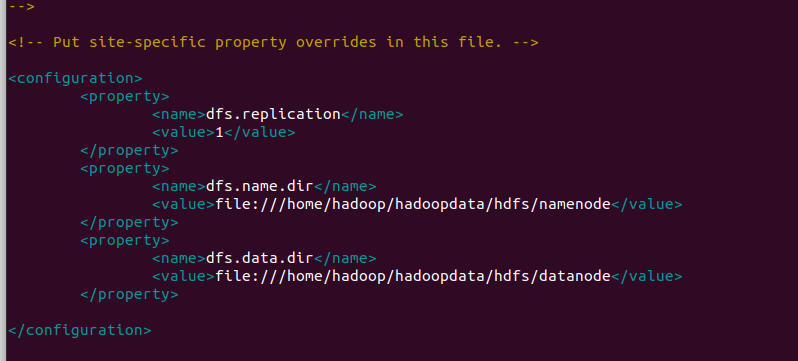 -->
<!-- Put site-specific property overrides in this file. -->
<configuration>
<property>
<name>dfs.replication</name>
<value>1</value>
</property>
<property>
<name>dfs.name.dir</name>
<value>file:///home/hadoop/hadoopdata/hdfs/namenode</value>
</property>
<property>
<name>dfs.data.dir</name>
<value>file:///home/hadoop/hadoopdata/hdfs/datanode</value>
</property>
</configuration>